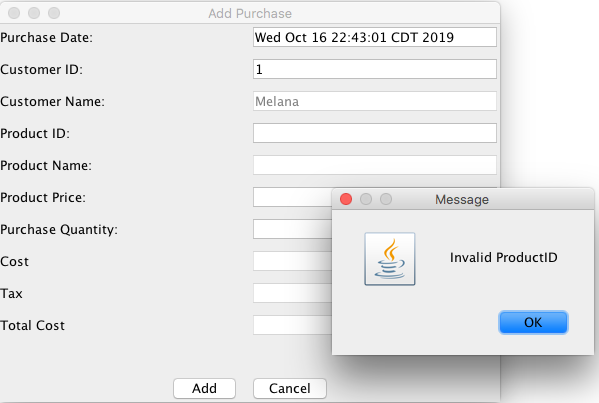 Add Purchase
Purchase Date: Wed Oct 16 22:43:01 CDT 2019
Customer ID: 1
Customer Name: Melana
Product ID:
Product Name:
Product Price:
Message
Purchase Quantity:
Invalid ProductID
Cost
Tax
Total Cost
OK
Add Cancel